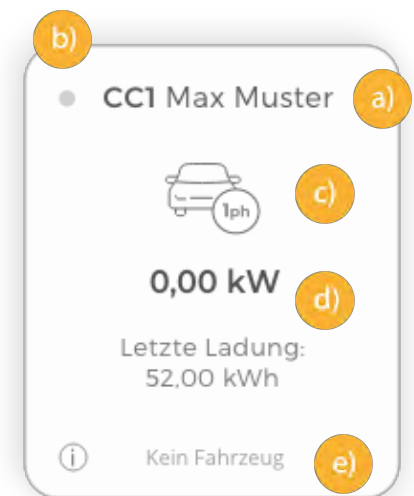 b)
CC1 Max Muster a)
1ph c)
0,00 kW d)
Letzte Ladung:
52,00 kWh
i Kein Fahrzeug e)